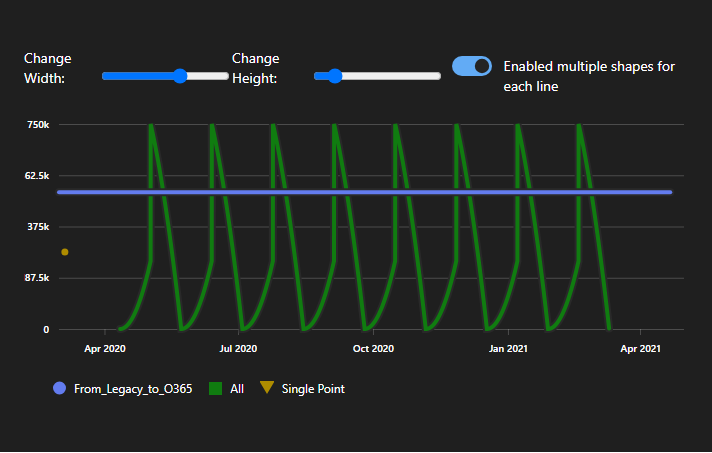 Change Width:
Change Height:
Enabled multiple shapes for each line
750k
62.5k
375k
87.5k
0
Apr 2020 Jul 2020 Oct 2020 Jan 2021 Apr 2021
From_Legacy_to_O365 All Single Point